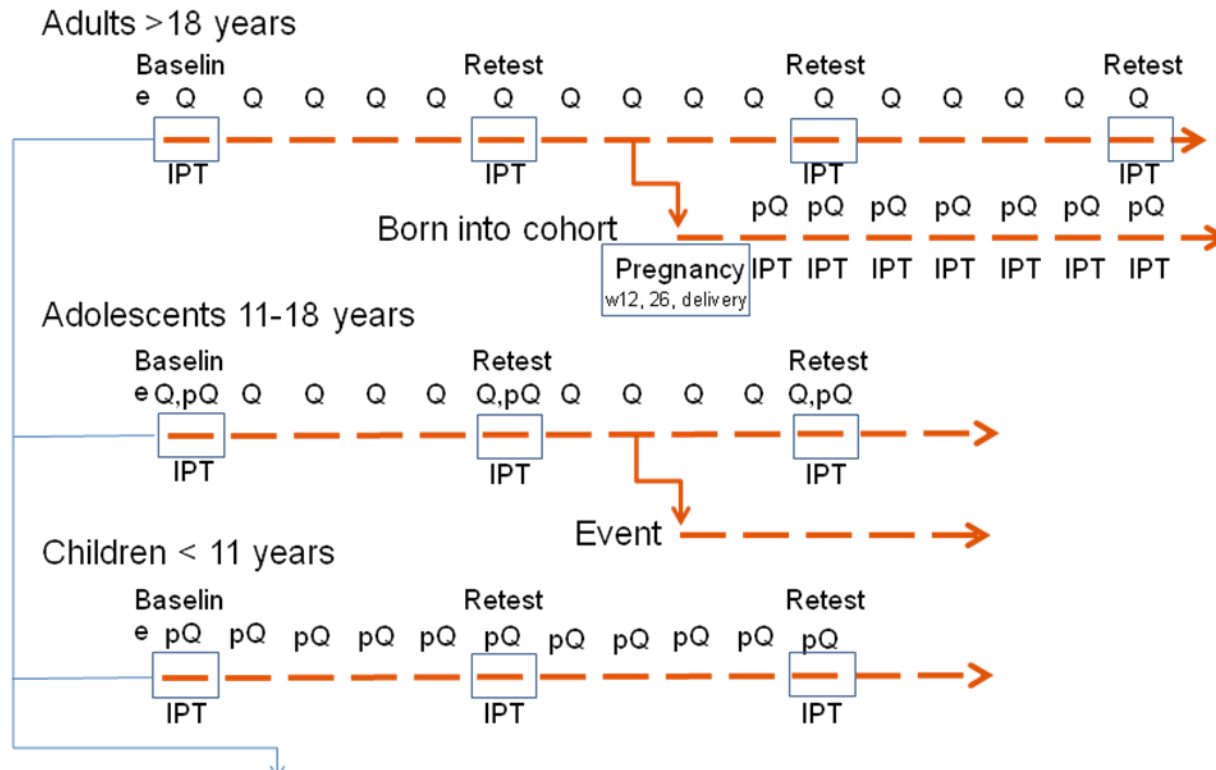 Adults >18 years
Baselin Retest Retest Retest
e Q Q Q Q Q Q Q Q Q Q Q Q Q Q Q Q
IPT IPT IPT IPT
pQ pQ pQ pQ pQ pQ pQ
Born into cohort
Pregnancy IPT IPT IPT IPT IPT IPT IPT
w12, 26, delivery
Adolescents 11-18 years
Baselin Retest Retest
e Q,pQ Q Q Q Q Q,pQ Q Q Q Q Q,pQ
IPT IPT IPT
Event
Children < 11 years
Baselin Retest Retest
e pQ pQ pQ pQ pQ pQ pQ pQ pQ pQ pQ
IPT IPT IPT